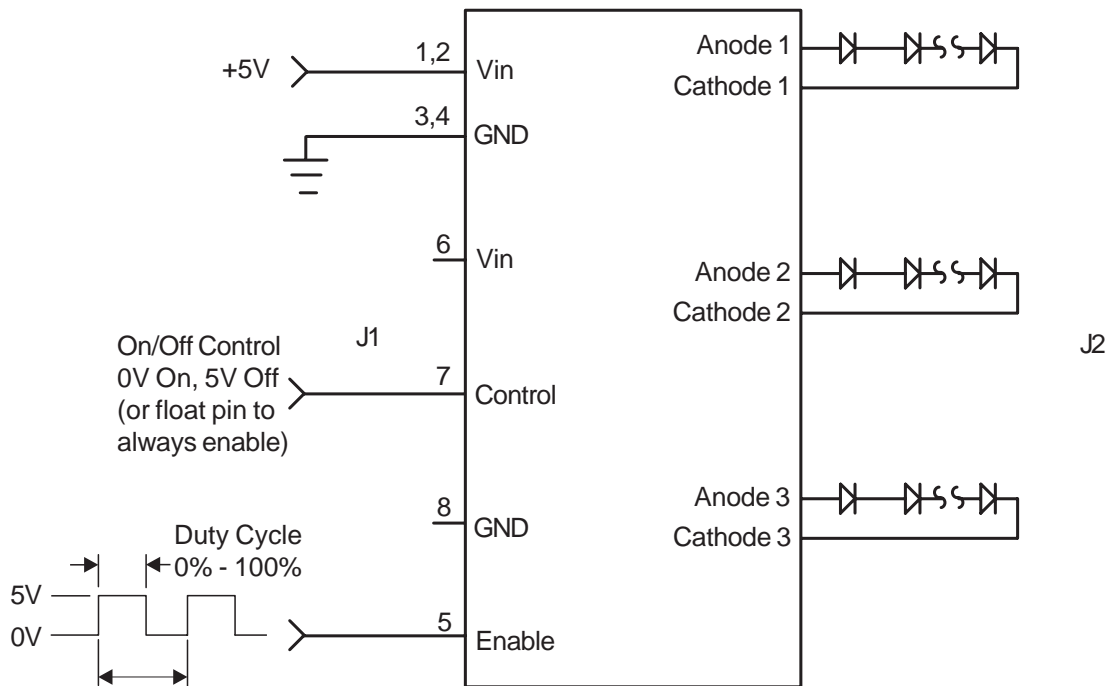 Anode 1
1,2
+5V
Vin
Cathode 1
3,4
GND
6
Vin
Anode 2
Cathode 2
J1
J2
On/Off Control
0V On, 5V Off
(or float pin to
always enable)
7
Control
Anode 3
8
GND
Cathode 3
Duty Cycle
0% - 100%
5V
0V
5
Enable